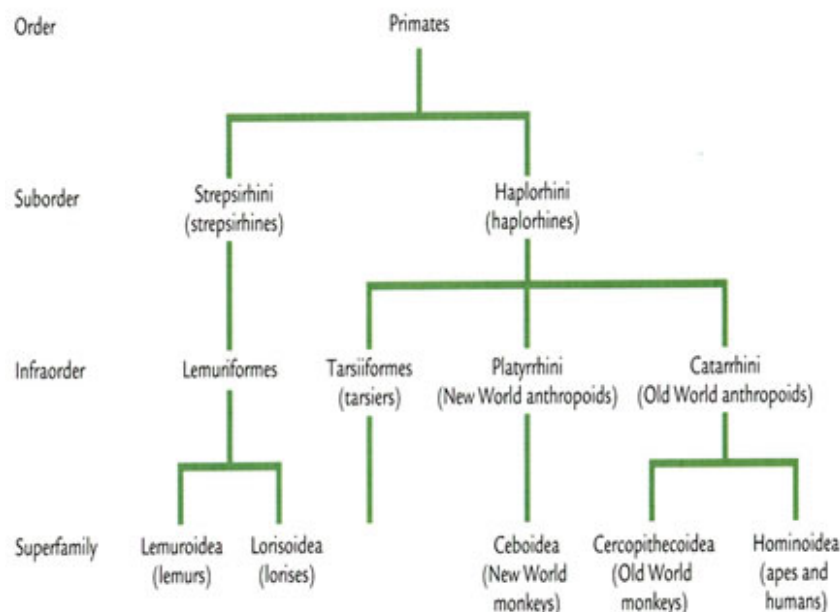 Order
Primates
Suborder
Strepsirhini
(strepsirhines)
Haplorhini
(haplorhines)
Infraorder
Lemuriformes
Tarsiiformes
(tarsiers)
Platyrrhini
(New World anthropoids)
Catarrhini
(Old World anthropoids)
Superfamily
Lemuroidea
(lemurs)
Lorisoidea
(lorises)
Ceboidea
(New World
monkeys)
Cercopithecoidea
(Old World
monkeys)
Hominoidea
(apes and
humans)